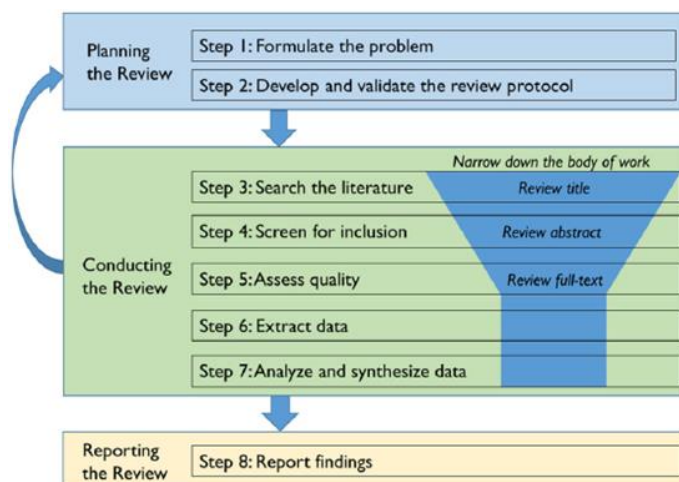 Planning
the Review
Step 1: Formulate the problem
Step 2: Develop and validate the review protocol
Conducting
the Review
Narrow down the body of work
Step 3: Search the literature
Review title
Step 4: Screen for inclusion
Review abstract
Step 5: Assess quality
Review full-text
Step 6: Extract data
Step 7: Analyze and synthesize data
Reporting
the Review
Step 8: Report findings